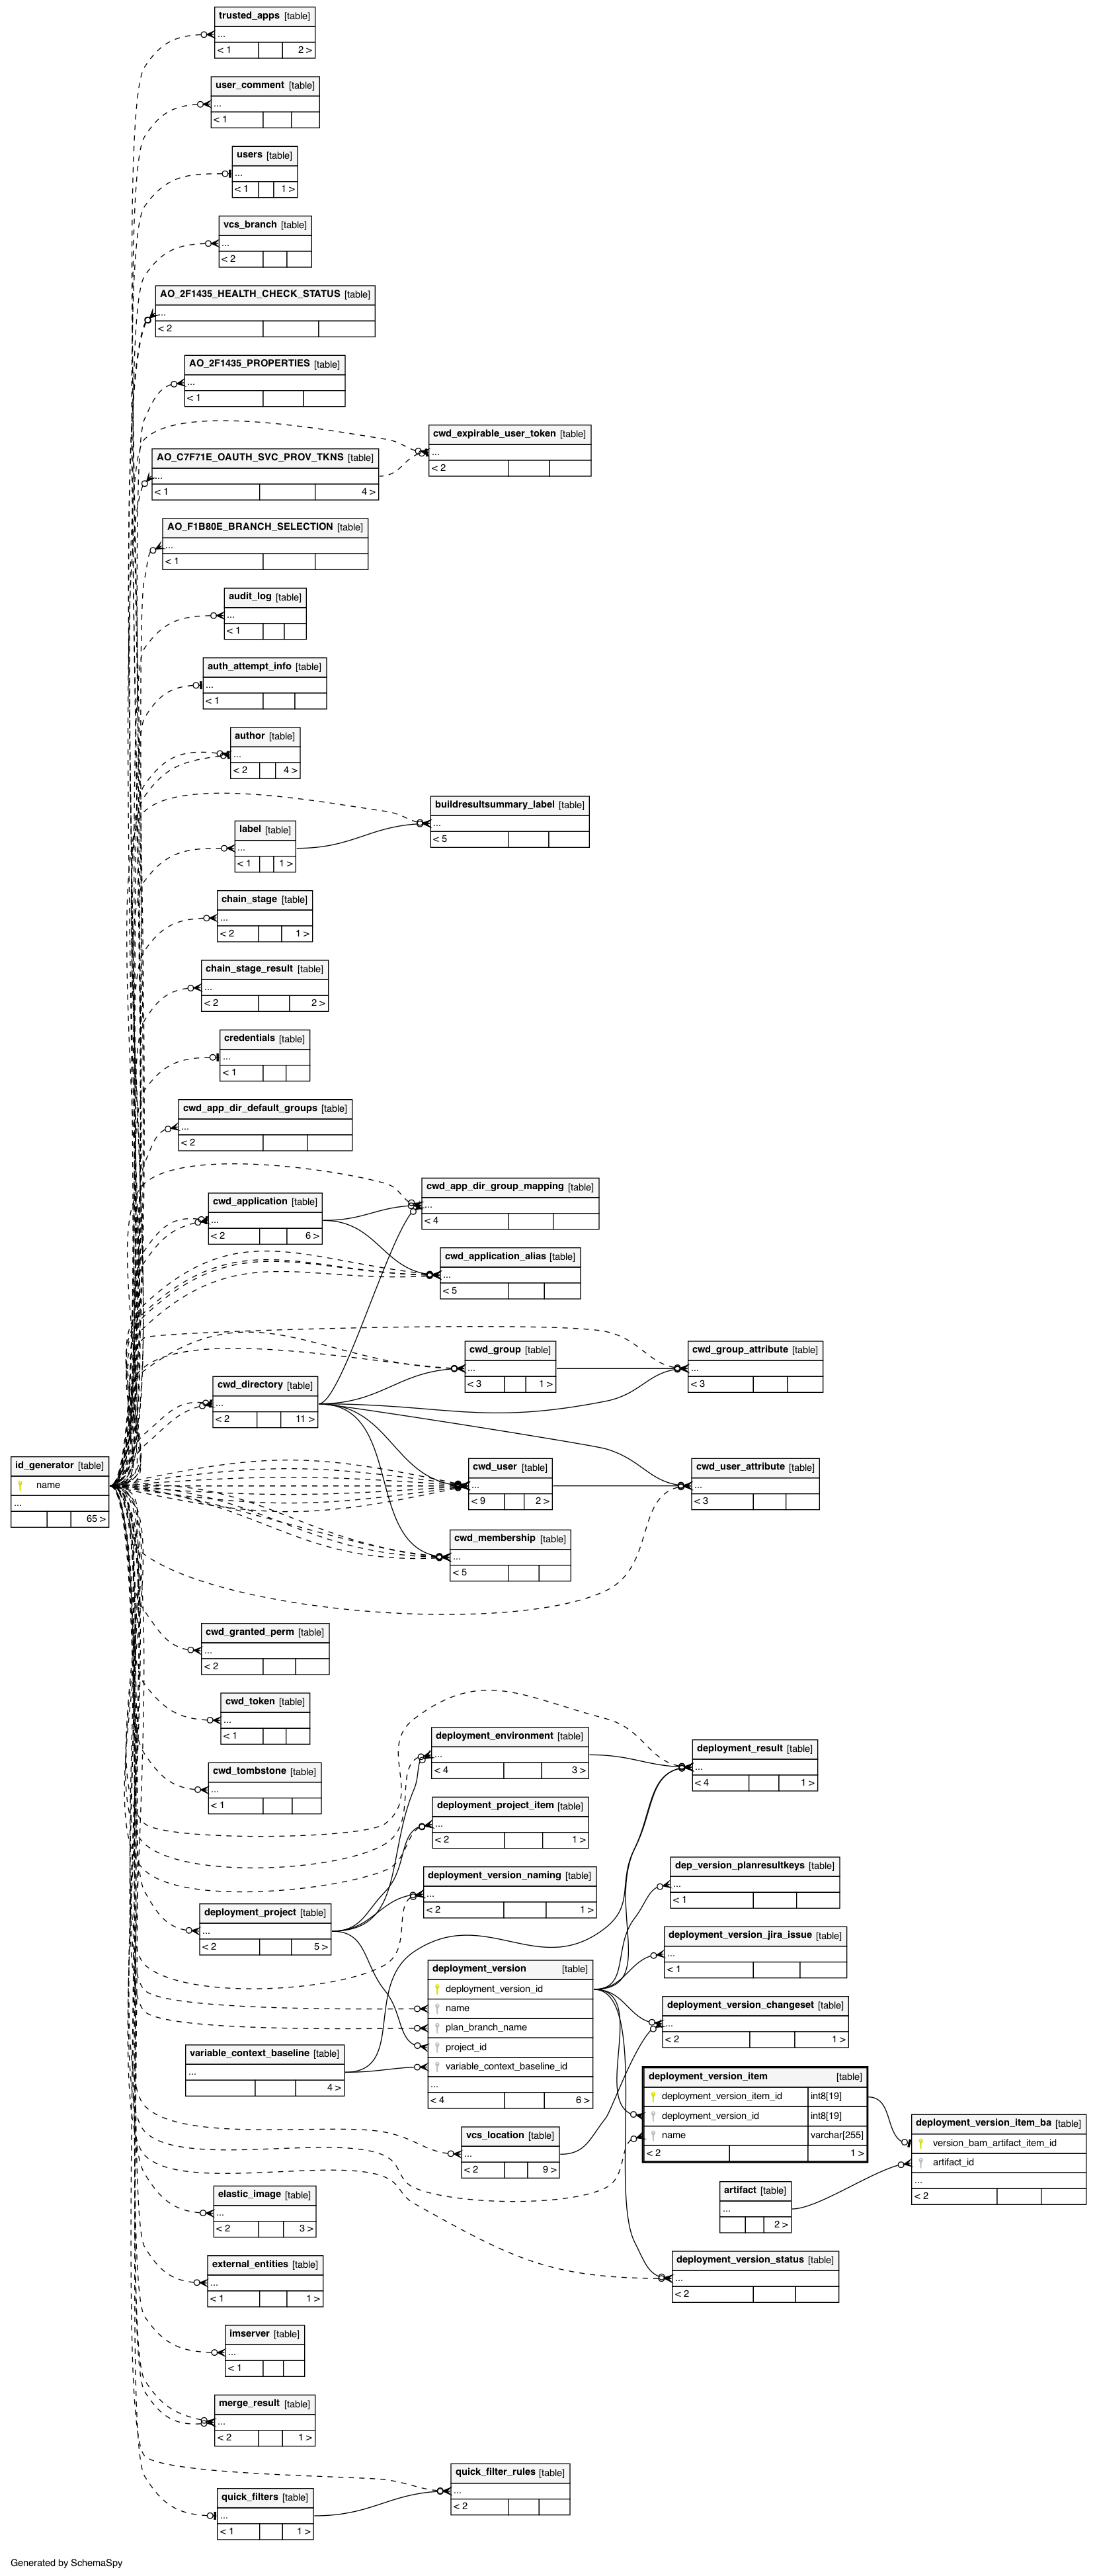 trusted_apps [table]
...
< 1 2 >
user_comment [table]
...
< 1
users [table]
...
< 1 1 >
vcs_branch [table]
...
< 2
AO_2F1435_HEALTH_CHECK_STATUS [table]
...
< 2
AO_2F1435_PROPERTIES [table]
...
< 1
cwd_expirable_user_token [table]
...
< 2
AO_C7F71E_OAUTH_SVC_PROV_TKNS [table]
...
< 1 4 >
AO_F1B80E_BRANCH_SELECTION [table]
...
< 1
audit_log [table]
...
< 1
auth_attempt_info [table]
...
< 1
author [table]
...
< 2 4 >
buildresultsummary_label [table]
...
< 5
label [table]
...
< 1 1 >
chain_stage [table]
...
< 2 1 >
chain_stage_result [table]
...
< 2 2 >
credentials [table]
...
< 1
cwd_app_dir_default_groups [table]
...
< 2
cwd_app_dir_group_mapping [table]
...
< 4
cwd_application [table]
...
< 2 6 >
cwd_application_alias [table]
...
< 5
cwd_group [table]
...
< 3 1 >
cwd_group_attribute [table]
...
< 3
cwd_directory [table]
...
< 2 11 >
id_generator [table]
name
...
65 >
cwd_user [table]
...
< 9 2 >
cwd_user_attribute [table]
...
< 3
cwd_membership [table]
...
< 5
cwd_granted_perm [table]
...
< 2
cwd_token [table]
...
< 1
cwd_tombstone [table]
...
< 1
deployment_environment [table]
...
< 4 3 >
deployment_result [table]
...
< 4 1 >
deployment_project_item [table]
...
< 2 1 >
dep_version_planresultkeys [table]
...
< 1
deployment_version_naming [table]
...
< 2 1 >
deployment_project [table]
...
< 2 5 >
deployment_version_jira_issue [table]
...
< 1
deployment_version [table]
deployment_version_id
name
plan_branch_name
project_id
variable_context_baseline_id
...
< 4 6 >
deployment_version_changeset [table]
...
< 2 1 >
variable_context_baseline [table]
...
4 >
deployment_version_item [table]
deployment_version_item_id int8[19]
deployment_version_id int8[19]
name varchar[255]
< 2 1 >
deployment_version_item_ba [table]
version_bam_artifact_item_id
artifact_id
...
< 2
vcs_location [table]
...
< 2 9 >
artifact [table]
...
2 >
elastic_image [table]
...
< 2 3 >
deployment_version_status [table]
...
< 2
external_entities [table]
...
< 1 1 >
imserver [table]
...
< 1
merge_result [table]
...
< 2 1 >
quick_filter_rules [table]
...
< 2
quick_filters [table]
...
< 1 1 >
Generated by SchemaSpy